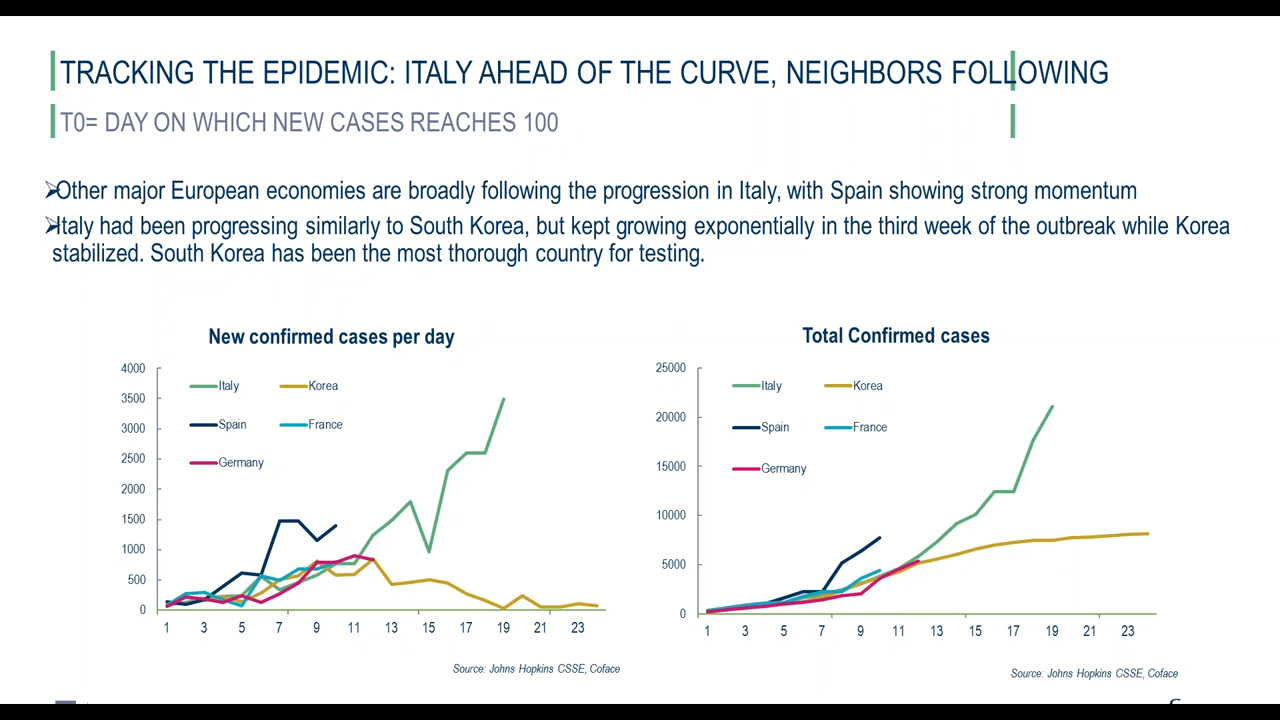 TRACKING THE EPIDEMIC: ITALY AHEAD OF THE CURVE, NEIGHBORS FOLLOWING
T0= DAY ON WHICH NEW CASES REACHES 100
➢Other major European economies are broadly following the progression in Italy, with Spain showing strong momentum
➢Italy had been progressing similarly to South Korea, but kept growing exponentially in the third week of the outbreak while Korea
stabilized. South Korea has been the most thorough country for testing.
New confirmed cases per day
4000
3500
3000
2500
2000
1500
1000
500
0
Italy Korea
Spain France
Germany
1 3 5 7 9 11 13 15 17 19 21 23
Source: Johns Hopkins CSSE, Coface
Total Confirmed cases
25000
20000
15000
10000
5000
0
Italy Korea
Spain France
Germany
1 3 5 7 9 11 13 15 17 19 21 23
Source: Johns Hopkins CSSE, Coface